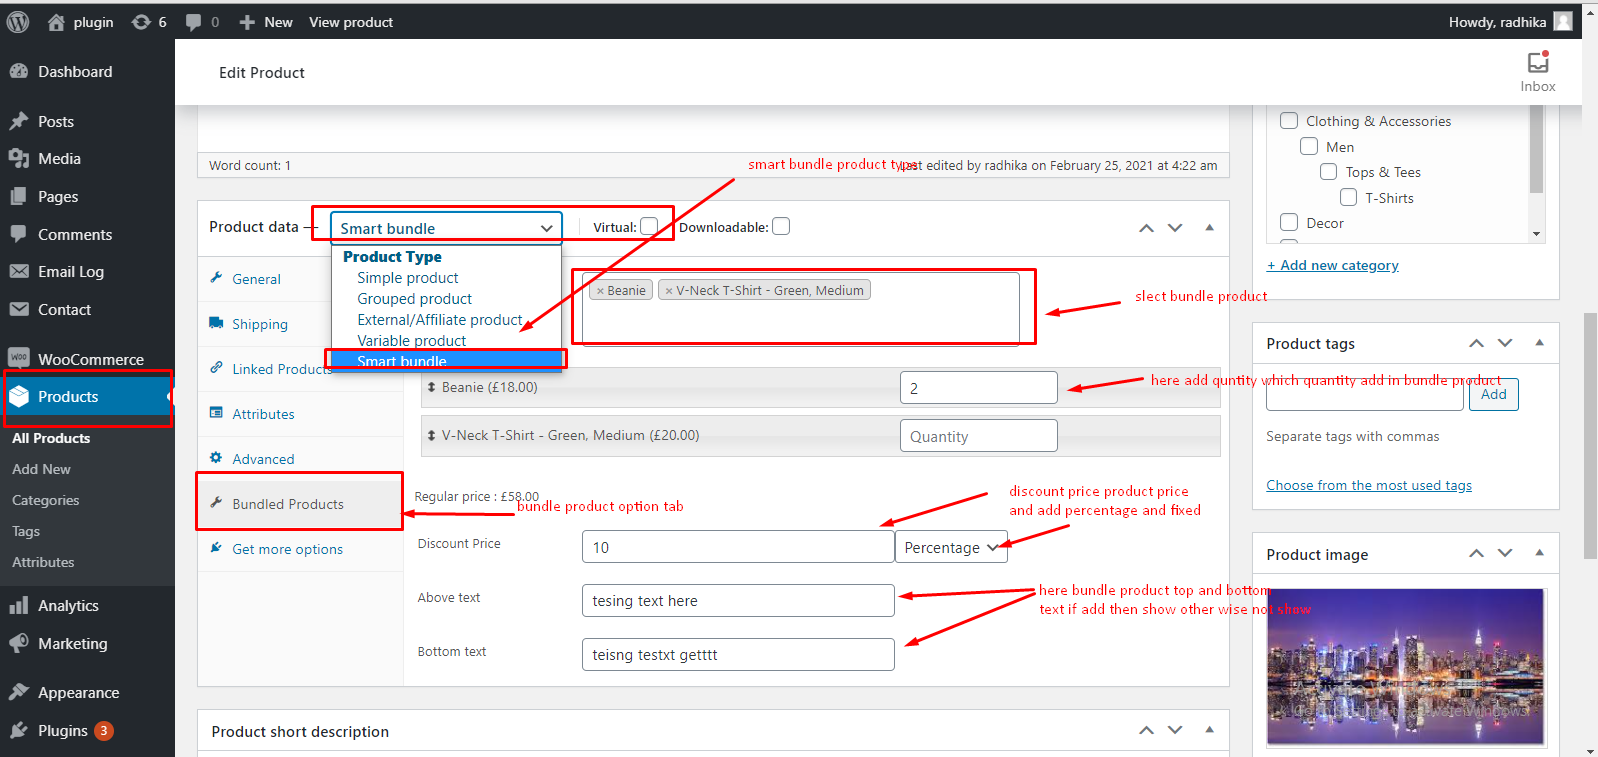 plugin 6 0 New View product Howdy, radhika
Dashboard
Posts
Media
Pages
Comments
Email Log
Contact
WOO WooCommerce
Products
All Products
Add New
Categories
Tags
Attributes
Analytics
Marketing
Appearance
Plugins 3
Edit Product
Inbox
Word count: 1
smart bundle product type
edited by radhika on February 25, 2021 at 4:22 am
Product data —
Smart bundle
Virtual:
Downloadable:
Product Type
Simple product
Grouped product
External/Affiliate product
Variable product
Smart bundle
General
Shipping
Linked Products
Attributes
Advanced
Bundled Products
Get more options
× Beanie × V-Neck T-Shirt - Green, Medium
slect bundle product
Beanie (£18.00) 2
here add quntity which quantity add in bundle product
V-Neck T-Shirt - Green, Medium (£20.00) Quantity
Regular price : £58.00
bundle product option tab
discount price product price
and add percentage and fixed
Discount Price 10 Percentage
Above text tesing text here
here bundle product top and bottom
text if add then show other wise not show
Bottom text teisng testxt getttt
Product short description
Clothing & Accessories
Men
Tops & Tees
T-Shirts
Decor
+ Add new category
Product tags
Add
Separate tags with commas
Choose from the most used tags
Product image